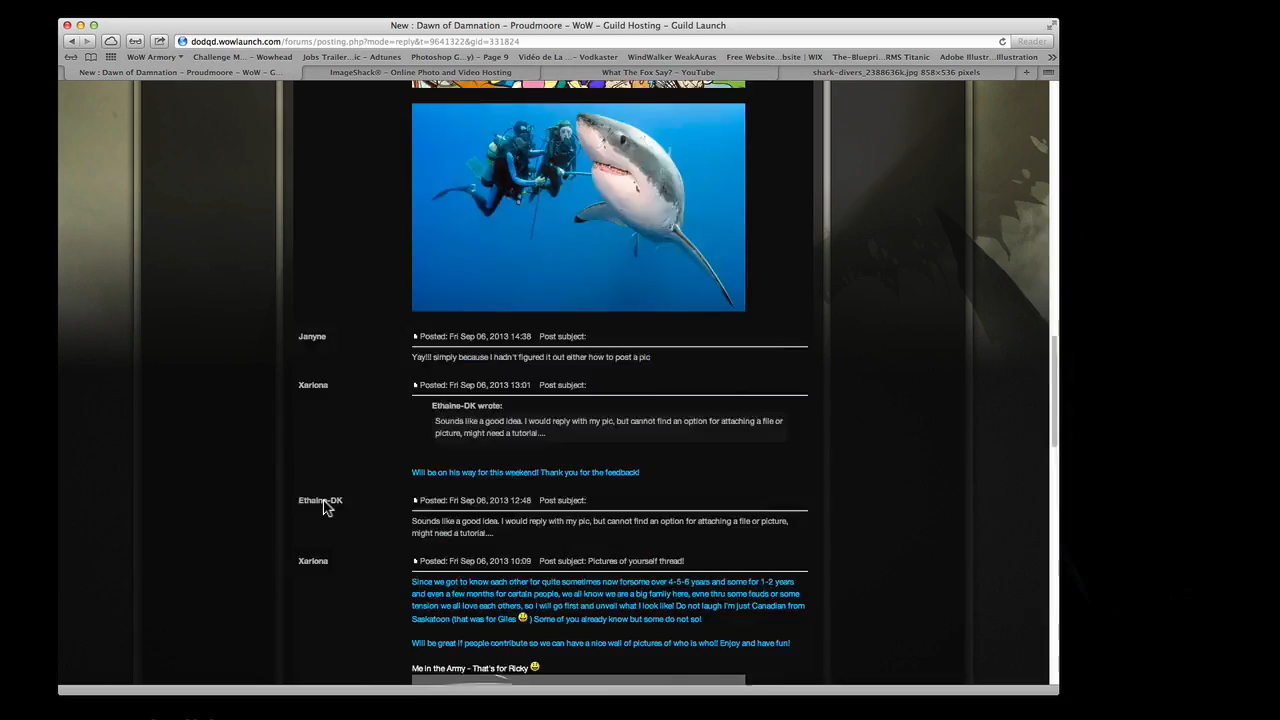 New : Dawn of Damnation – Proudmoore – WoW – Guild Hosting – Guild Launch
dodqd.wowlaunch.com/forums/posting.php?mode=reply&t=9641322&gid=331824
Reader
WoW Armory
Challenge M... – Wowhead
Jobs Trailer...Ad – Adtunes
Photoshop G...y) – Page 9
Vidéo de La ... – Vodkaster
WindWalker WeakAuras
Free Website...bsite | WIX
The-Bluepri...RMS Titanic
Adobe Illustr...Illustration
New : Dawn of Damnation – Proudmoore – WoW – G...
ImageShack® – Online Photo and Video Hosting
What The Fox Say? – YouTube
shark-divers_2388636k.jpg 858×536 pixels
Janyne
Posted: Fri Sep 06, 2013 14:38 Post subject:
Yay!!! simply because I hadn't figured it out either how to post a pic
Xariona
Posted: Fri Sep 06, 2013 13:01 Post subject:
Ethaine-DK wrote:
Sounds like a good idea. I would reply with my pic, but cannot find an option for attaching a file or
picture, might need a tutorial....
Will be on his way for this weekend! Thank you for the feedback!
Ethaine-DK
Posted: Fri Sep 06, 2013 12:48 Post subject:
Sounds like a good idea. I would reply with my pic, but cannot find an option for attaching a file or picture,
might need a tutorial....
Xariona
Posted: Fri Sep 06, 2013 10:09 Post subject: Pictures of yourself thread!
Since we got to know each other for quite sometimes now forsome over 4-5-6 years and some for 1-2 years
and even a few months for certain people, we all know we are a big family here, evne thru some feuds or some
tension we all love each others, so I will go first and unveil what I look like! Do not laugh I'm just Canadian from
Saskatoon (that was for Giles ) Some of you already know but some do not so!
Will be great if people contribute so we can have a nice wall of pictures of who is who!! Enjoy and have fun!
Me in the Army - That's for Ricky